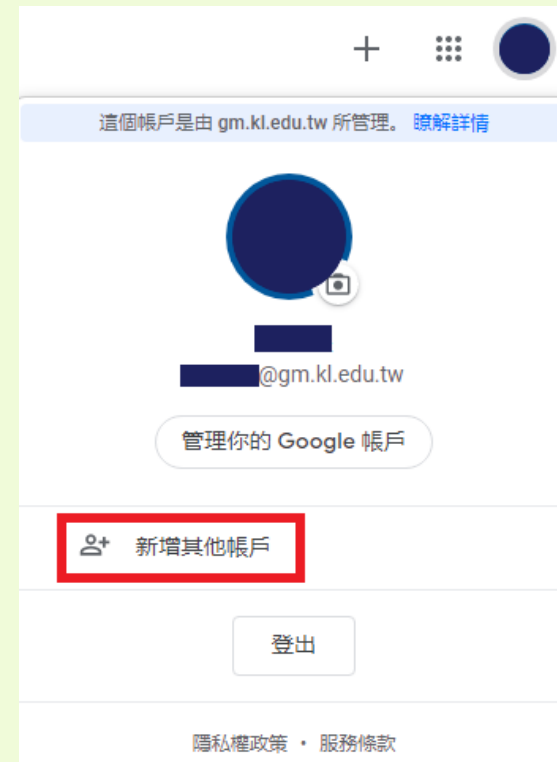 這個帳戶是由 gm.kl.edu.tw 所管理。 瞭解詳情
@gm.kl.edu.tw
管理你的 Google 帳戶
新增其他帳戶
登出
隱私權政策 • 服務條款